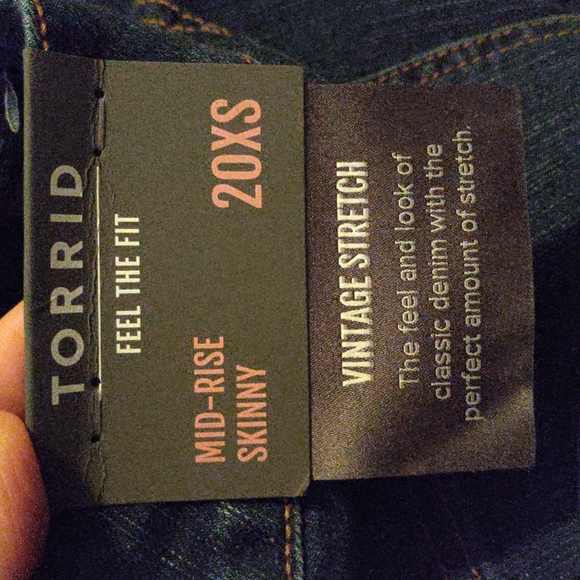 TORRID
FEEL THE FIT
MID-RISE
SKINNY
20XS
VINTAGE STRETCH
The feel and look of
classic denim with the
perfect amount of stretch.